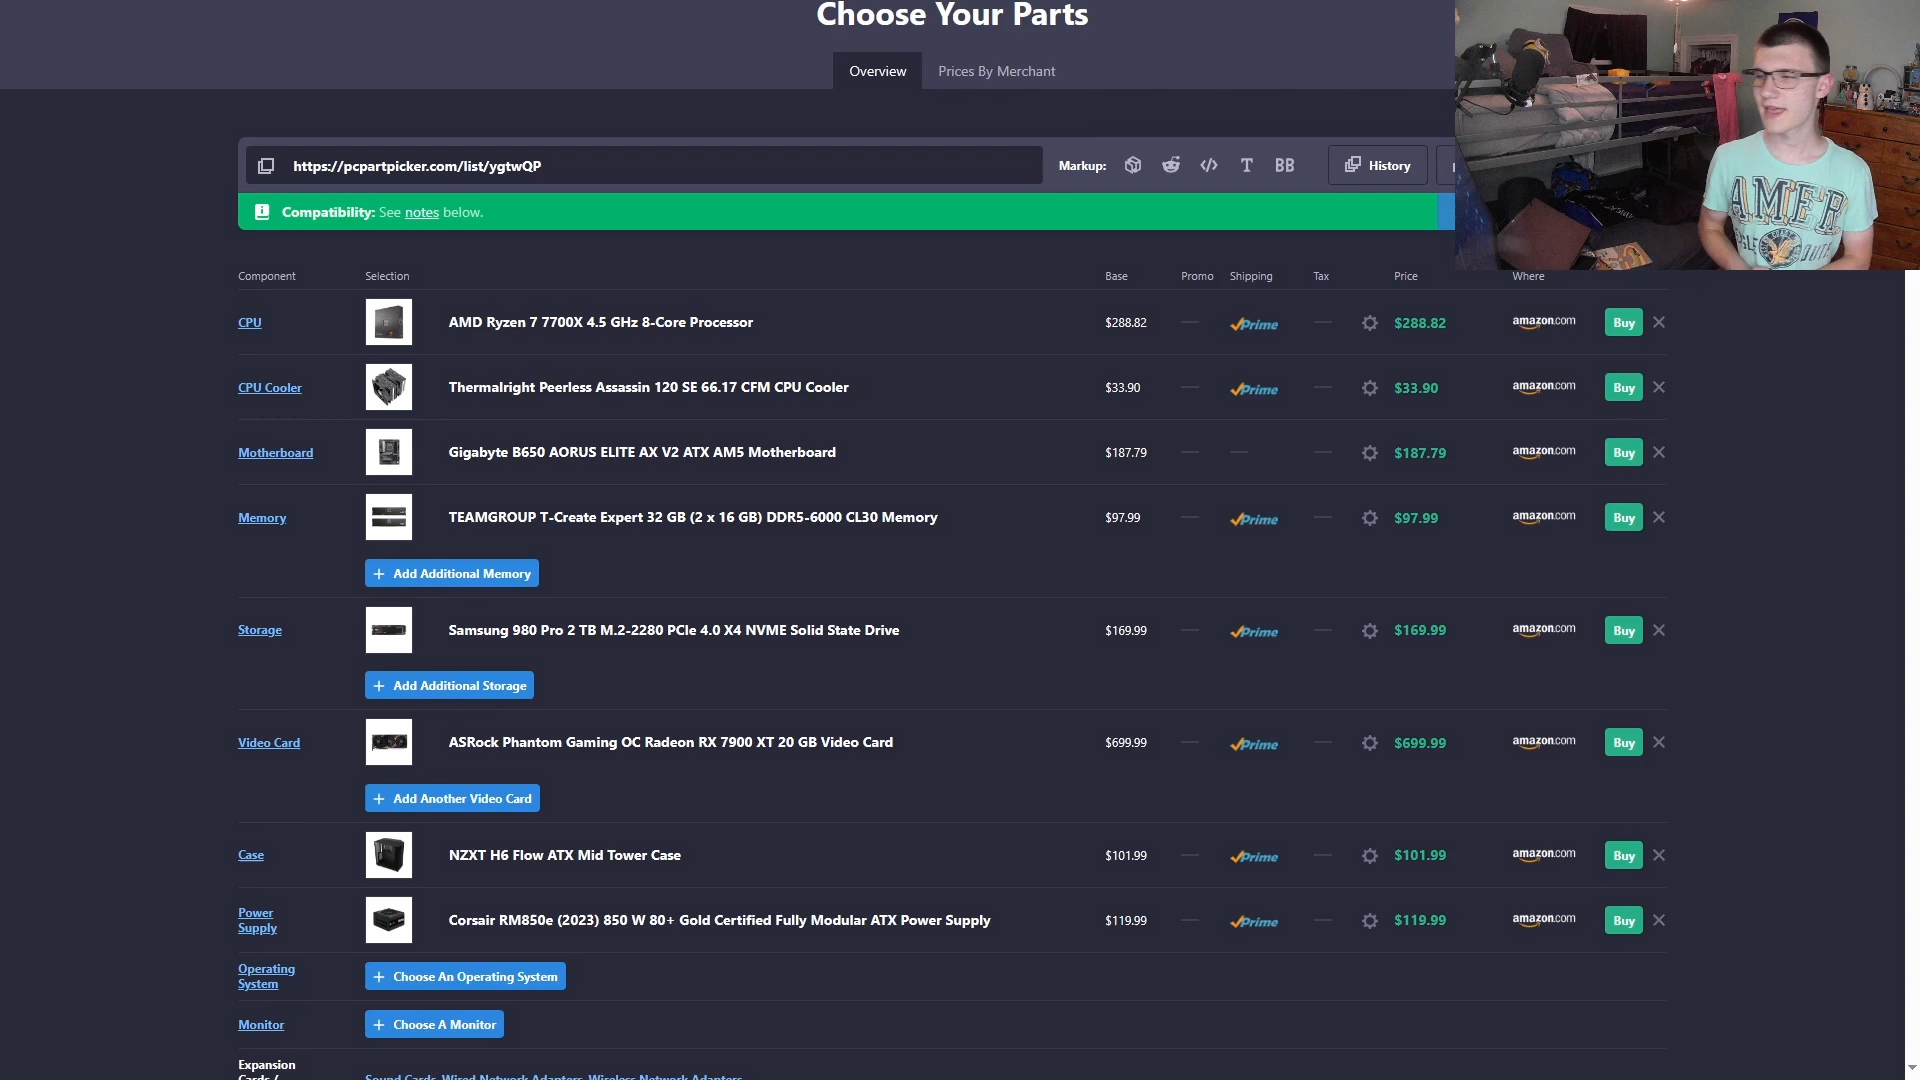 Choose Your Parts
Overview Prices By Merchant
https://pcpartpicker.com/list/ygtwQP Markup: T BB History
Compatibility: See notes below.
Component Selection Base Promo Shipping Tax Price Where
CPU AMD Ryzen 7 7700X 4.5 GHz 8-Core Processor $288.82 Prime $288.82 amazon.com Buy
CPU Cooler Thermalright Peerless Assassin 120 SE 66.17 CFM CPU Cooler $33.90 Prime $33.90 amazon.com Buy
Motherboard Gigabyte B650 AORUS ELITE AX V2 ATX AM5 Motherboard $187.79 $187.79 amazon.com Buy
Memory TEAMGROUP T-Create Expert 32 GB (2 x 16 GB) DDR5-6000 CL30 Memory $97.99 Prime $97.99 amazon.com Buy
+ Add Additional Memory
Storage Samsung 980 Pro 2 TB M.2-2280 PCIe 4.0 X4 NVME Solid State Drive $169.99 Prime $169.99 amazon.com Buy
+ Add Additional Storage
Video Card ASRock Phantom Gaming OC Radeon RX 7900 XT 20 GB Video Card $699.99 Prime $699.99 amazon.com Buy
+ Add Another Video Card
Case NZXT H6 Flow ATX Mid Tower Case $101.99 Prime $101.99 amazon.com Buy
Power
Supply Corsair RM850e (2023) 850 W 80+ Gold Certified Fully Modular ATX Power Supply $119.99 Prime $119.99 amazon.com Buy
Operating
System + Choose An Operating System
Monitor + Choose A Monitor
Expansion
Cards / Sound Cards, Wired Network Adapters, Wireless Network Adapters
AMER